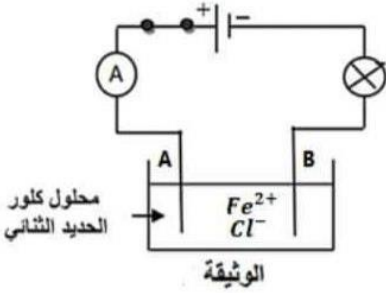 + −
A
A B
محلول كلور
الحديد الثنائي
Fe²⁺
Cl⁻
الوثيقة